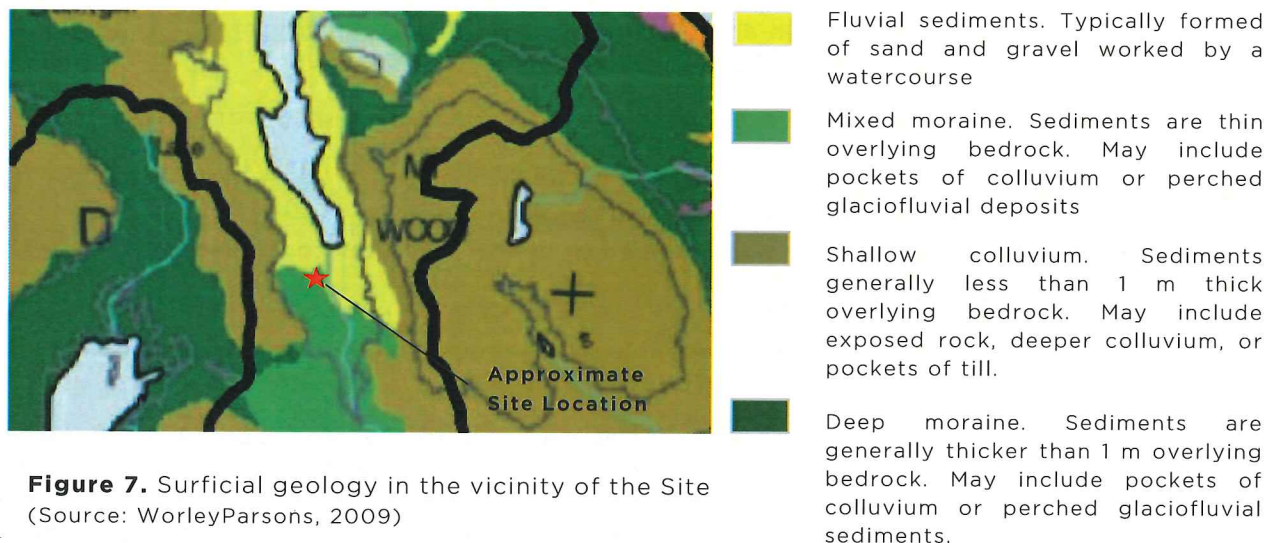 D
WOOD
S
Approximate
Site Location
Figure 7. Surficial geology in the vicinity of the Site
(Source: WorleyParsons, 2009)
Fluvial sediments. Typically formed
of sand and gravel worked by a
watercourse
Mixed moraine. Sediments are thin
overlying bedrock. May include
pockets of colluvium or perched
glaciofluvial deposits
Shallow colluvium. Sediments
generally less than 1 m thick
overlying bedrock. May include
exposed rock, deeper colluvium, or
pockets of till.
Deep moraine. Sediments are
generally thicker than 1 m overlying
bedrock. May include pockets of
colluvium or perched glaciofluvial
sediments.